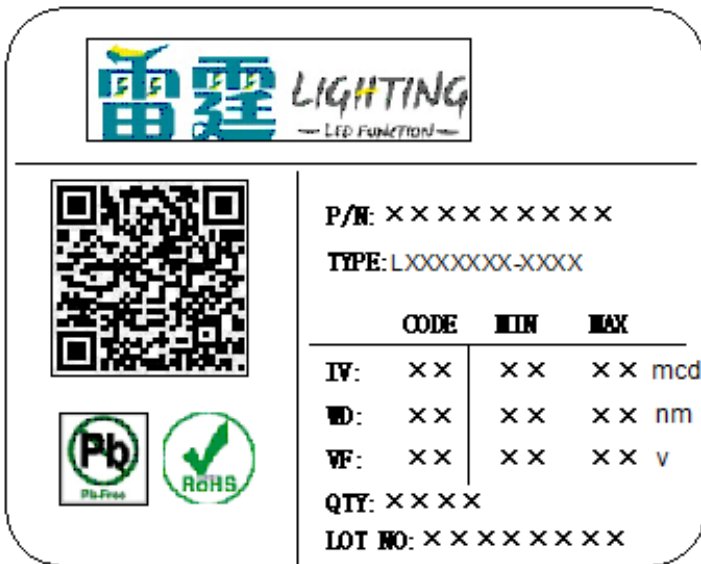 雷霆 LIGHTING
LED FUNCTION
P/N: ×××××××××
TYPE: LXXXXXXX-XXXX
CODE MIN MAX
IV: ×× ×× ×× mcd
WD: ×× ×× ×× nm
VF: ×× ×× ×× v
QTY: ××××
LOT NO: ××××××××
Pb
Pb-Free
RoHS